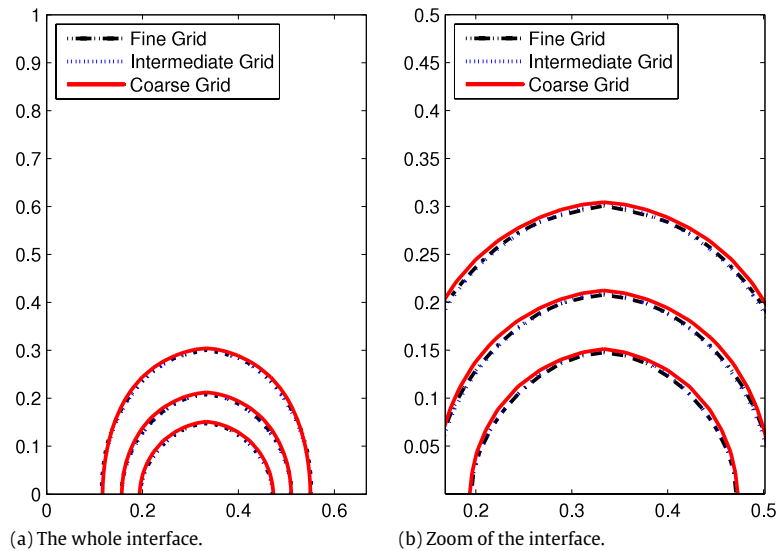 Fine Grid
Intermediate Grid
Coarse Grid
1
0.9
0.8
0.7
0.6
0.5
0.4
0.3
0.2
0.1
0
0 0.2 0.4 0.6
(a) The whole interface.
Fine Grid
Intermediate Grid
Coarse Grid
0.5
0.45
0.4
0.35
0.3
0.25
0.2
0.15
0.1
0.05
0.2 0.3 0.4 0.5
(b) Zoom of the interface.